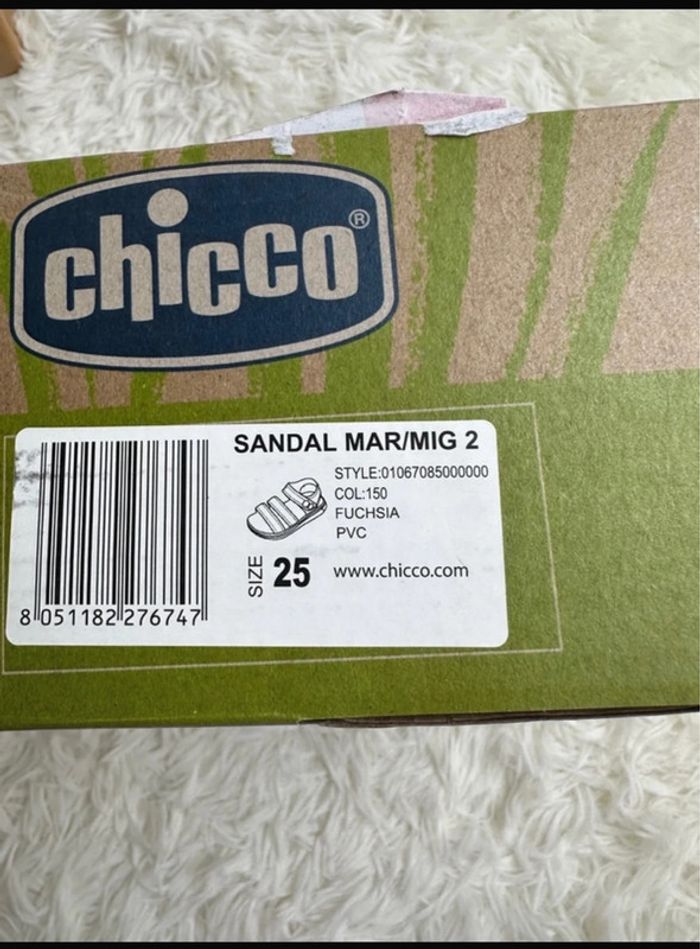 chicco®
SANDAL MAR/MIG 2
STYLE:01067085000000
COL:150
FUCHSIA
PVC
SIZE 25
www.chicco.com
8 051182 276747